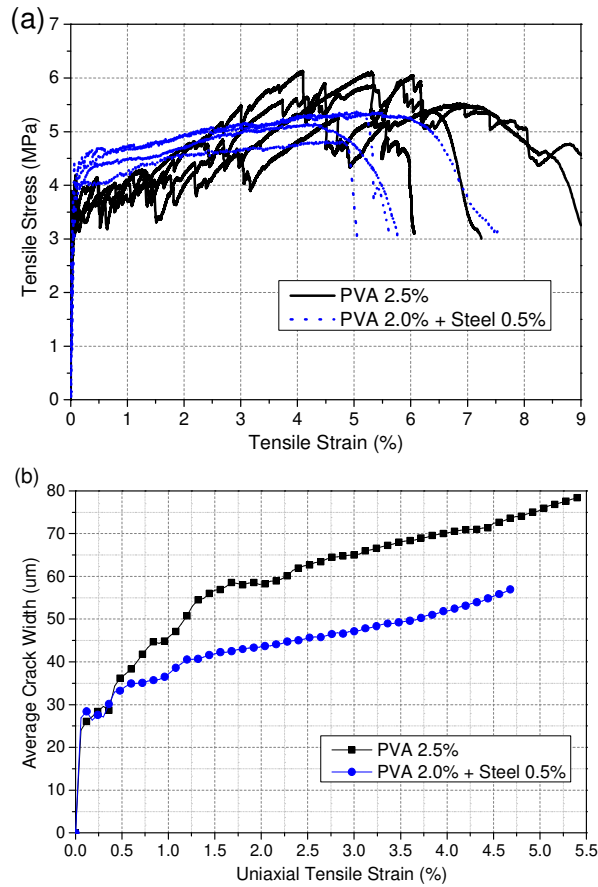 (a)
7
6
5
4
3
2
1
0
Tensile Stress (MPa)
PVA 2.5%
PVA 2.0% + Steel 0.5%
0 1 2 3 4 5 6 7 8 9
Tensile Strain (%)
(b)
80
70
60
50
40
30
20
10
0
Average Crack Width (um)
PVA 2.5%
PVA 2.0% + Steel 0.5%
0.0 0.5 1.0 1.5 2.0 2.5 3.0 3.5 4.0 4.5 5.0 5.5
Uniaxial Tensile Strain (%)